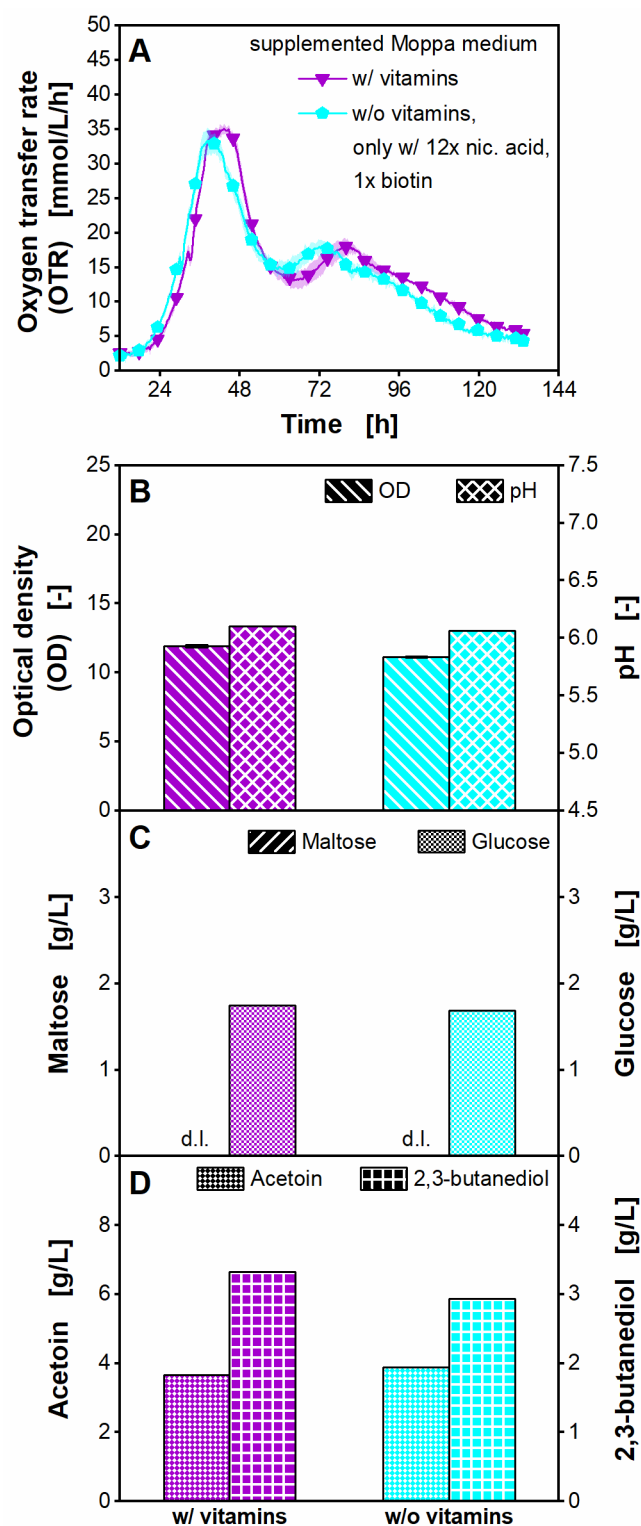 A
supplemented Moppa medium
w/ vitamins
w/o vitamins,
only w/ 12x nic. acid,
1x biotin
Oxygen transfer rate
(OTR) [mmol/L/h]
50
45
40
35
30
25
20
15
10
5
0
24 48 72 96 120 144
Time [h]
B
OD pH
Optical density
(OD) [-]
25
20
15
10
5
0
7.5
7.0
6.5
6.0
5.5
5.0
4.5
pH [-]
C
Maltose Glucose
Maltose [g/L]
3
2
1
0
d.l. d.l.
3
2
1
0
Glucose [g/L]
D
Acetoin 2,3-butanediol
Acetoin [g/L]
8
6
4
2
0
4
3
2
1
0
2,3-butanediol [g/L]
w/ vitamins w/o vitamins